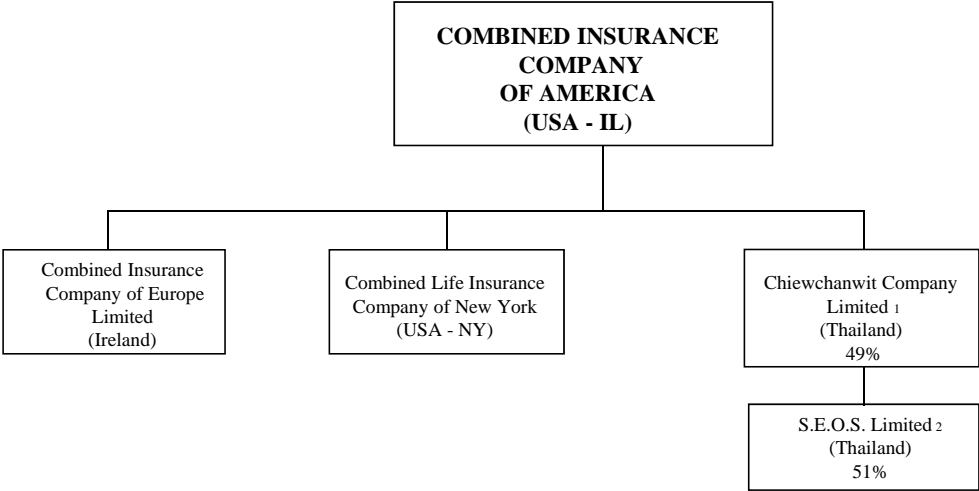 COMBINED INSURANCE
COMPANY
OF AMERICA
(USA - IL)
Combined Insurance
Company of Europe
Limited
(Ireland)
Combined Life Insurance
Company of New York
(USA - NY)
Chiewchanwit Company
Limited 1
(Thailand)
49%
S.E.O.S. Limited 2
(Thailand)
51%